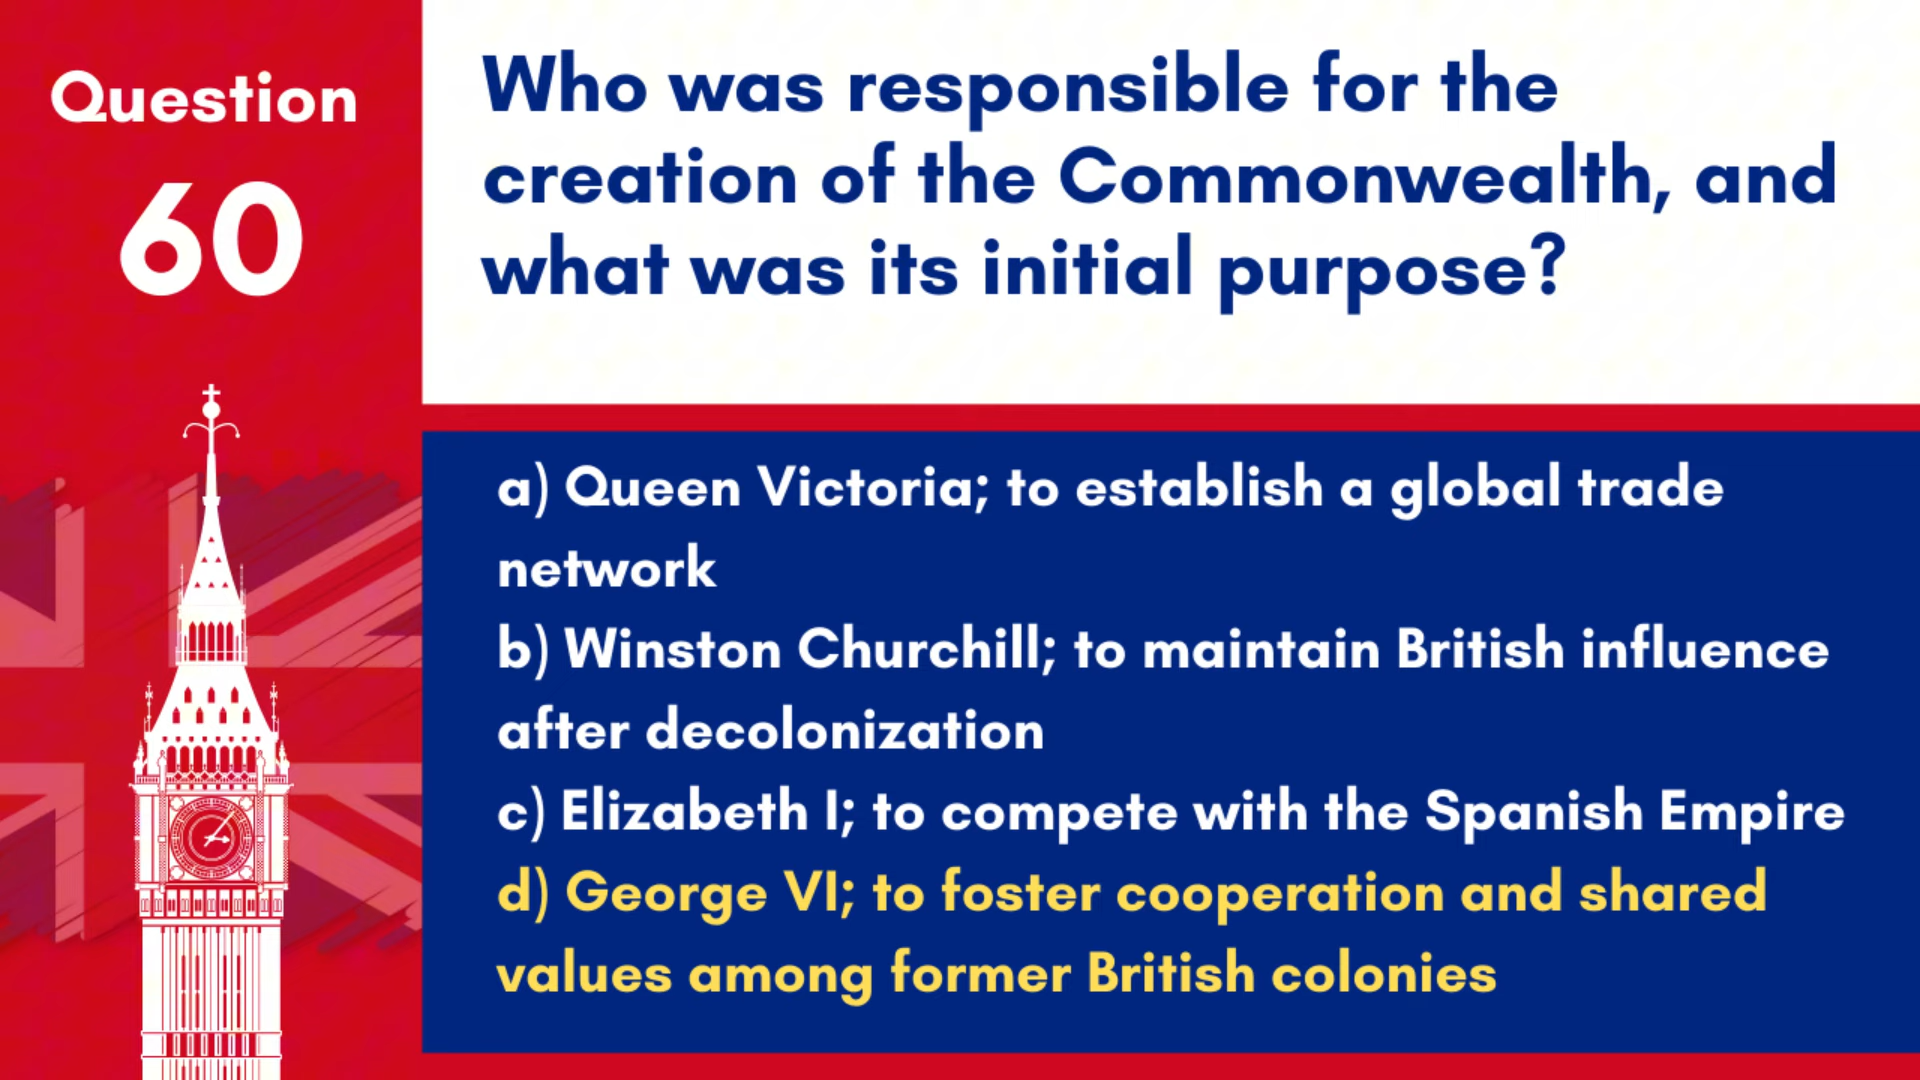 Question
60
Who was responsible for the
creation of the Commonwealth, and
what was its initial purpose?
a) Queen Victoria; to establish a global trade
network
b) Winston Churchill; to maintain British influence
after decolonization
c) Elizabeth I; to compete with the Spanish Empire
d) George VI; to foster cooperation and shared
values among former British colonies